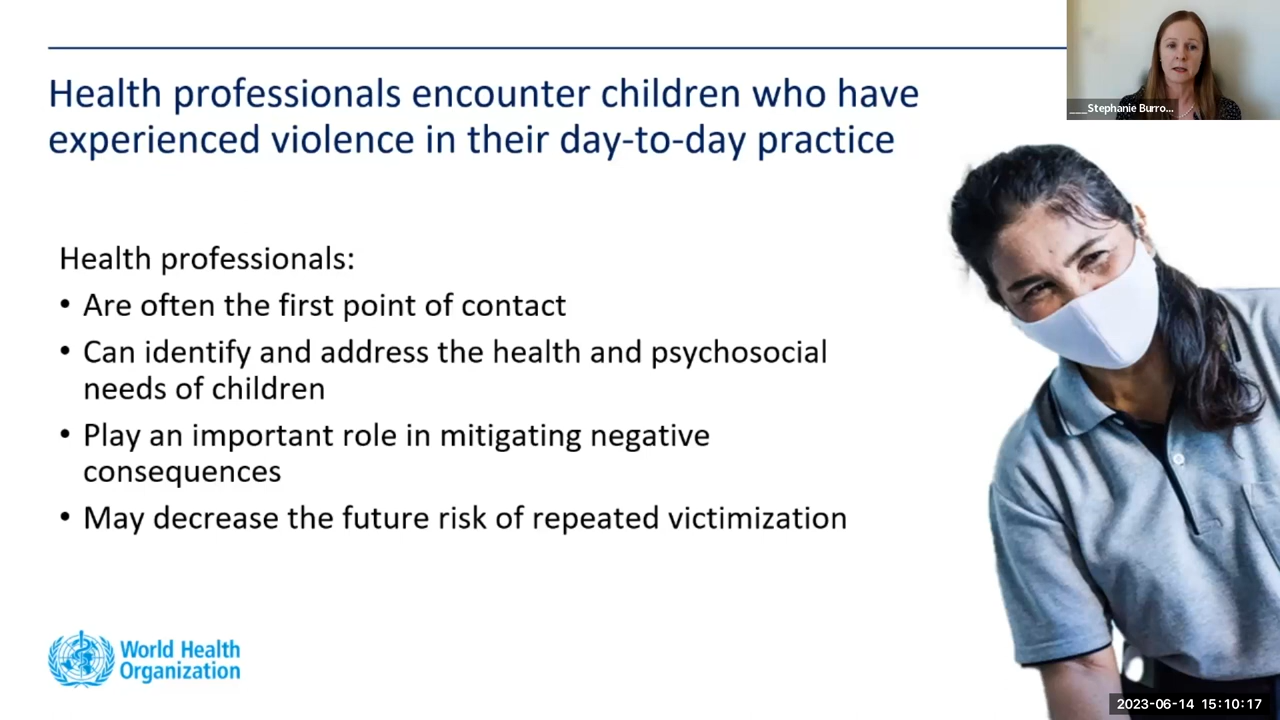 ___Stephanie Burro...
Health professionals encounter children who have
experienced violence in their day-to-day practice
Health professionals:
• Are often the first point of contact
• Can identify and address the health and psychosocial
needs of children
• Play an important role in mitigating negative
consequences
• May decrease the future risk of repeated victimization
World Health
Organization
2023-06-14 15:10:17